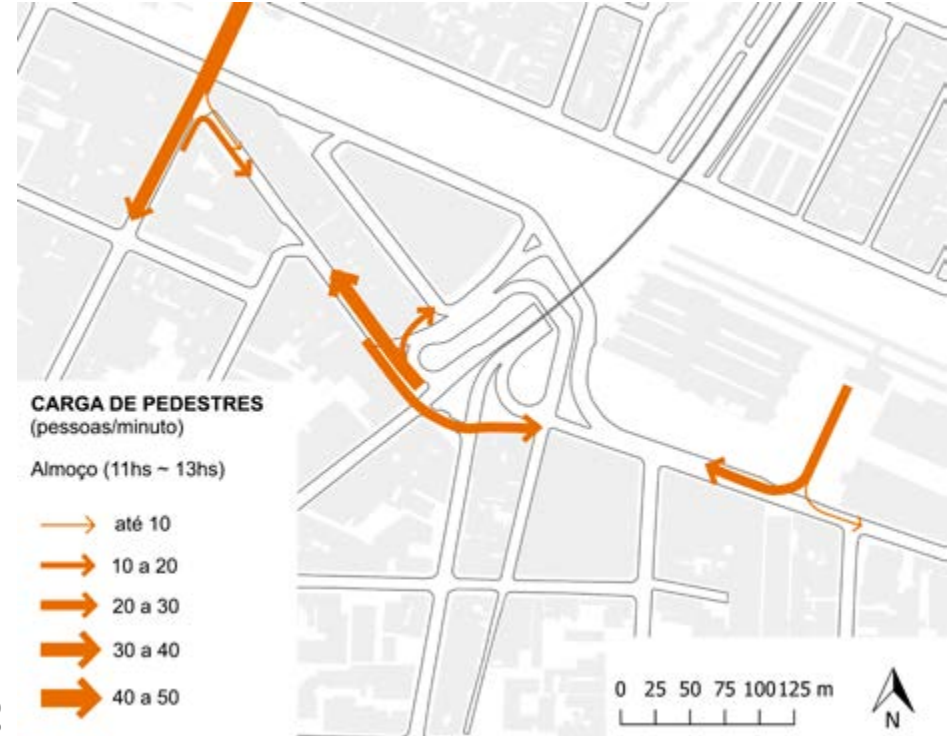 CARGA DE PEDESTRES
(pessoas/minuto)
Almoço (11hs ~ 13hs)
até 10
10 a 20
20 a 30
30 a 40
40 a 50
0 25 50 75 100 125 m
N